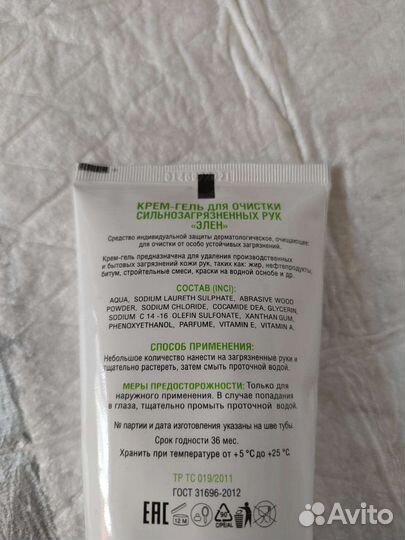 КРЕМ-ГЕЛЬ ДЛЯ ОЧИСТКИ
СИЛЬНОЗАГРЯЗНЕННЫХ РУК
«ЭЛЕН»
Средство индивидуальной защиты дерматологическое, очищающее:
для очистки от особо устойчивых загрязнений.
Крем-гель предназначена для удаления производственных
и бытовых загрязнений кожи рук, таких как: жир, нефтепродукты,
битум, строительные смеси, краски на водной основе и др.
СОСТАВ (INCI):
AQUA, SODIUM LAURETH SULPHATE, ABRASIVE WOOD
POWDER, SODIUM CHLORIDE, COCAMIDE DEA, GLYCERIN,
SODIUM C 14 -16 OLEFIN SULFONATE, XANTHAN GUM,
PHENOXYETHANOL, PARFUME, VITAMIN E, VITAMIN A.
СПОСОБ ПРИМЕНЕНИЯ:
Небольшое количество нанести на загрязненные руки и
тщательно растереть, затем смыть проточной водой.
МЕРЫ ПРЕДОСТОРОЖНОСТИ: Только для
наружного применения. В случае попадания
в глаза, тщательно промыть проточной водой.
№ партии и дата изготовления указаны на шве тубы.
Срок годности 36 мес.
Хранить при температуре от +5 °C до +25 °C
ТР ТС 019/2011
ГОСТ 31696-2012
EAC
12 M
Avito